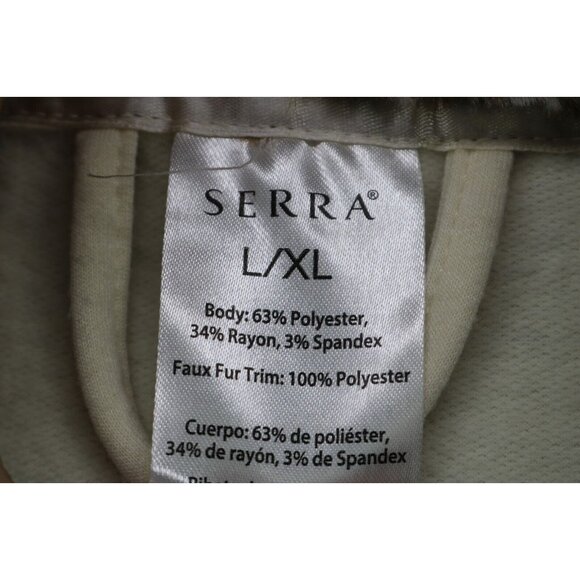 SERRA®
L/XL
Body: 63% Polyester,
34% Rayon, 3% Spandex
Faux Fur Trim: 100% Polyester
Cuerpo: 63% de poliéster,
34% de rayón, 3% de Spandex